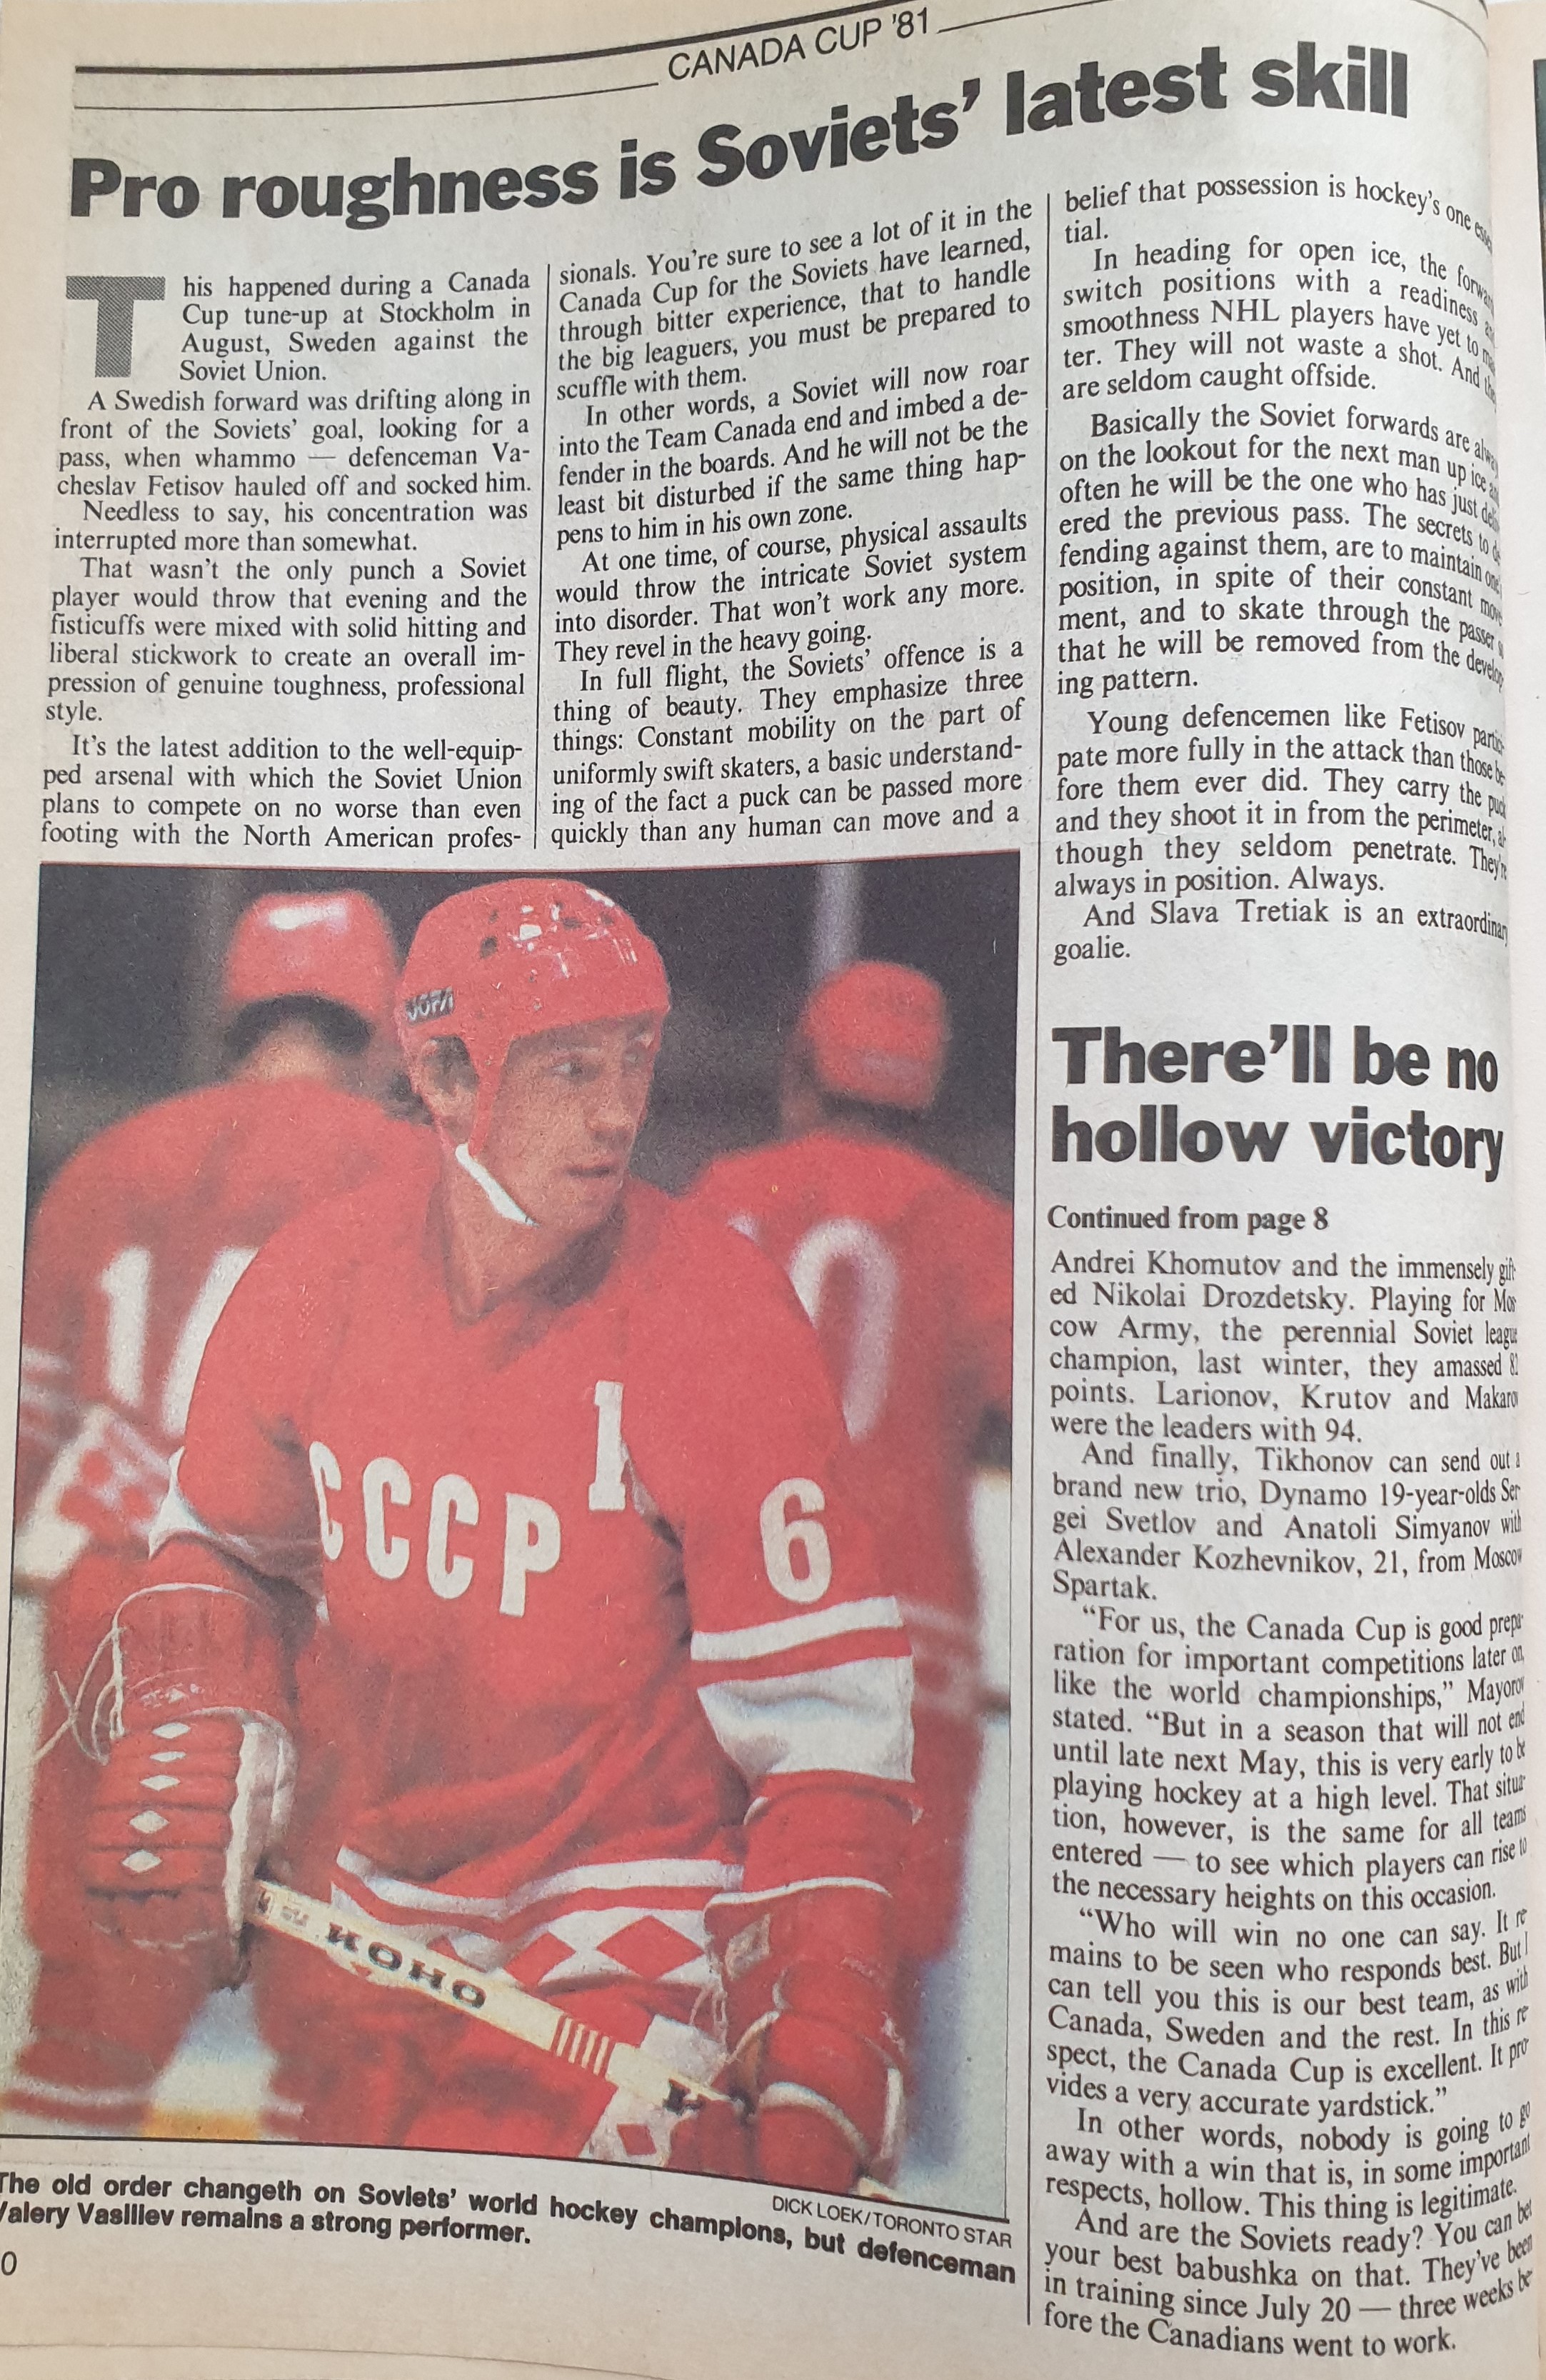 CANADA CUP '81
Pro roughness is Soviets' latest skill
This happened during a Canada
Cup tune-up at Stockholm in
August, Sweden against the
Soviet Union.
A Swedish forward was drifting along in
front of the Soviets' goal, looking for a
pass, when whammo — defenceman Va-
cheslav Fetisov hauled off and socked him.
Needless to say, his concentration was
interrupted more than somewhat.
That wasn't the only punch a Soviet
player would throw that evening and the
fisticuffs were mixed with solid hitting and
liberal stickwork to create an overall im-
pression of genuine toughness, professional
style.
It's the latest addition to the well-equip-
ped arsenal with which the Soviet Union
plans to compete on no worse than even
footing with the North American profes-
sionals. You're sure to see a lot of it in the
Canada Cup for the Soviets have learned,
through bitter experience, that to handle
the big leaguers, you must be prepared to
scuffle with them.
In other words, a Soviet will now roar
into the Team Canada end and imbed a de-
fender in the boards. And he will not be the
least bit disturbed if the same thing hap-
pens to him in his own zone.
At one time, of course, physical assaults
would throw the intricate Soviet system
into disorder. That won't work any more.
They revel in the heavy going.
In full flight, the Soviets' offence is a
thing of beauty. They emphasize three
things: Constant mobility on the part of
uniformly swift skaters, a basic understand-
ing of the fact a puck can be passed more
quickly than any human can move and a
belief that possession is hockey's one
tial.
In heading for open ice, the
switch positions with a readiness
smoothness NHL players have yet to
ter. They will not waste a shot. And
are seldom caught offside.
Basically the Soviet forwards are
on the lookout for the next man up ice
often he will be the one who has just
ered the previous pass. The secrets to
fending against them, are to maintain
position, in spite of their constant
ment, and to skate through the passer
that he will be removed from the develop
ing pattern.
Young defencemen like Fetisov
pate more fully in the attack than those
fore them ever did. They carry the puck
and they shoot it in from the perimeter, al-
though they seldom penetrate. They're
always in position. Always.
And Slava Tretiak is an extraordinary
goalie.
There'll be no
hollow victory
Continued from page 8
Andrei Khomutov and the immensely gift-
ed Nikolai Drozdetsky. Playing for Mos-
cow Army, the perennial Soviet league
champion, last winter, they amassed
points. Larionov, Krutov and Makarov
were the leaders with 94.
And finally, Tikhonov can send out a
brand new trio, Dynamo 19-year-olds Ser-
gei Svetlov and Anatoli Simyanov with
Alexander Kozhevnikov, 21, from Moscow
Spartak.
"For us, the Canada Cup is good prepa-
ration for important competitions later on,
like the world championships," Mayorov
stated. "But in a season that will not end
until late next May, this is very early to be
playing hockey at a high level. That situa-
tion, however, is the same for all teams
entered — to see which players can rise to
the necessary heights on this occasion.
"Who will win no one can say. It re-
mains to be seen who responds best. But I
can tell you this is our best team, as with
Canada, Sweden and the rest. In this re-
spect, the Canada Cup is excellent. It pro-
vides a very accurate yardstick."
In other words, nobody is going to go
away with a win that is, in some important
respects, hollow. This thing is legitimate.
And are the Soviets ready? You can bet
your best babushka on that. They've been
in training since July 20 — three weeks be-
fore the Canadians went to work.
JOFA
1
0
CCCP
1
6
KOHO
DICK LOEK/TORONTO STAR
The old order changeth on Soviets' world hockey champions, but defenceman
Valery Vasiliev remains a strong performer.
0